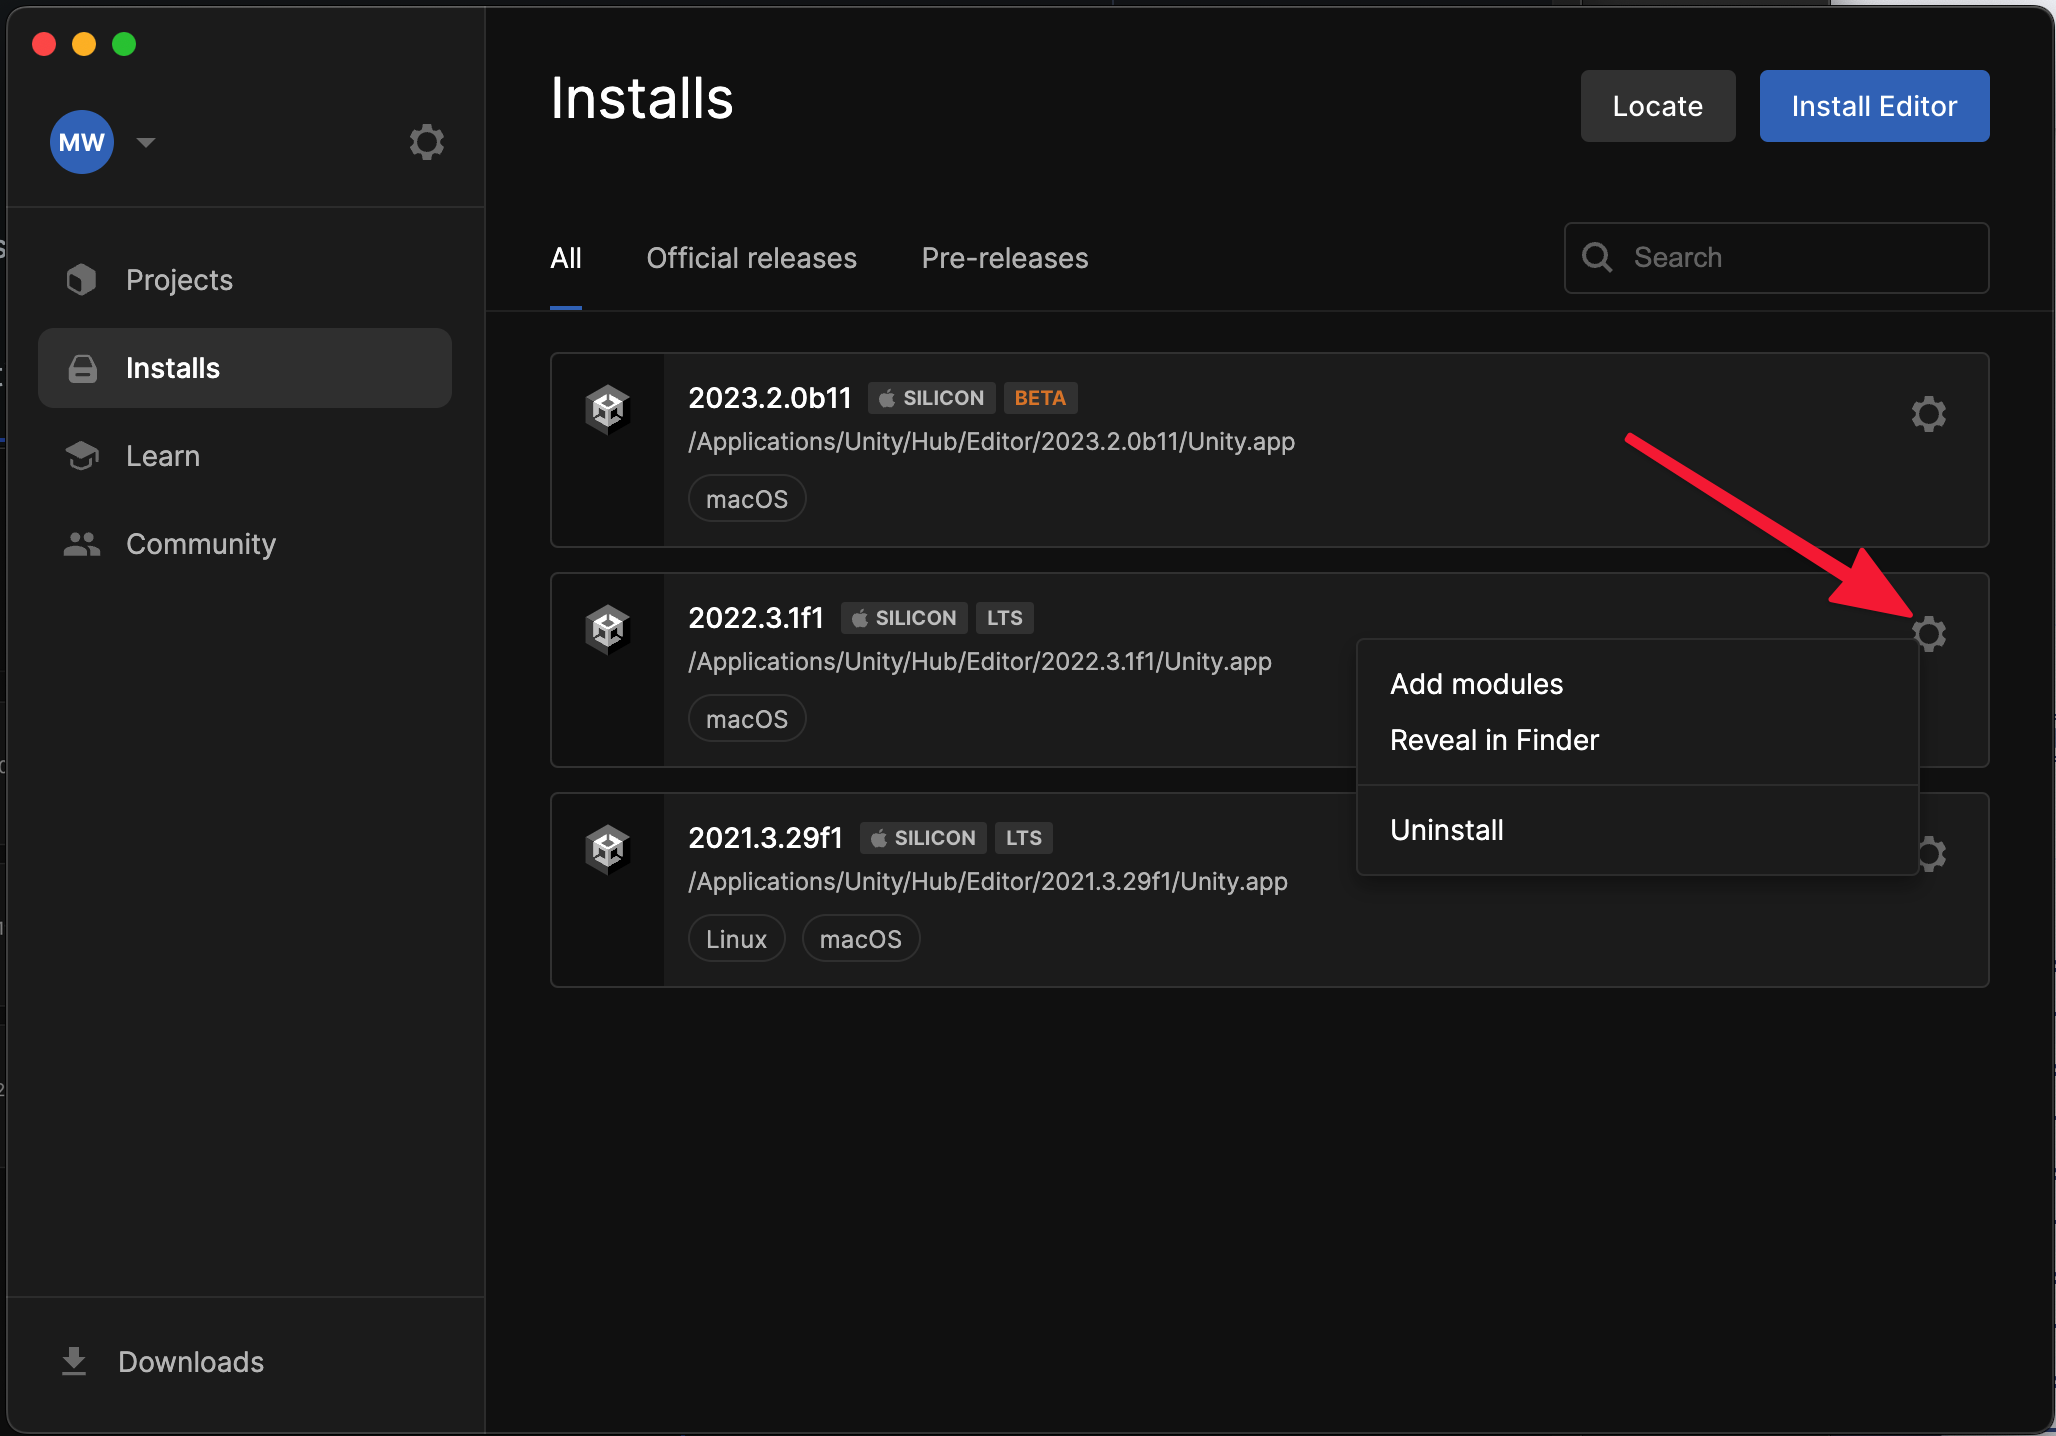 MW
Projects
Installs
Learn
Community
Downloads
Installs
Locate
Install Editor
All
Official releases
Pre-releases
Search
2023.2.0b11 SILICON BETA
/Applications/Unity/Hub/Editor/2023.2.0b11/Unity.app
macOS
2022.3.1f1 SILICON LTS
/Applications/Unity/Hub/Editor/2022.3.1f1/Unity.app
macOS
Add modules
Reveal in Finder
Uninstall
2021.3.29f1 SILICON LTS
/Applications/Unity/Hub/Editor/2021.3.29f1/Unity.app
Linux macOS